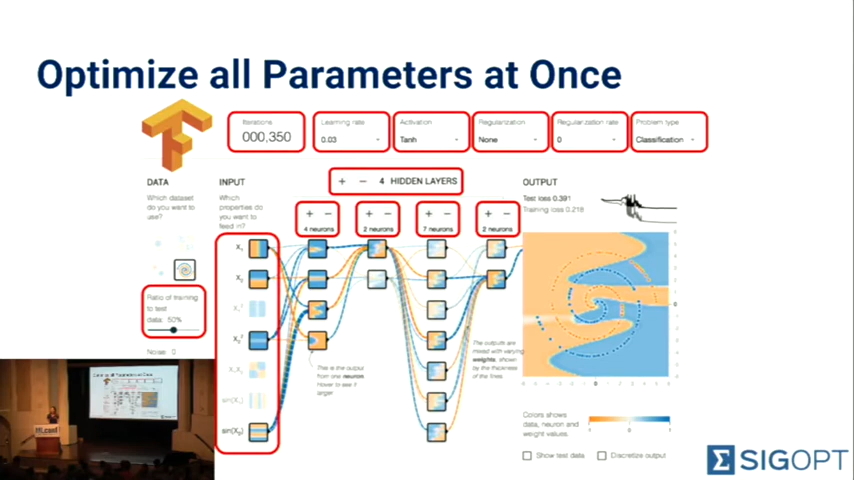 Optimize all Parameters at Once
Iterations
000,350
Learning rate
0.03
Activation
Tanh
Regularization
None
Regularization rate
0
Problem type
Classification
+ − 4 HIDDEN LAYERS
DATA
Which dataset
do you want to
use?
Ratio of training
to test
data: 50%
Noise: 0
INPUT
Which
properties do
you want to
feed in?
X₁
X₂
X₁²
X₂²
X₁X₂
sin(X₁)
sin(X₂)
+ −
4 neurons
+ −
2 neurons
+ −
7 neurons
+ −
2 neurons
This is the output
from one neuron.
Hover to see it
larger
The outputs are
mixed with varying
weights, shown
by the thickness
of the lines.
OUTPUT
Test loss 0.391
Training loss 0.218
Colors shows
data, neuron and
weight values.
Show test data
Discretize output
SIGOPT